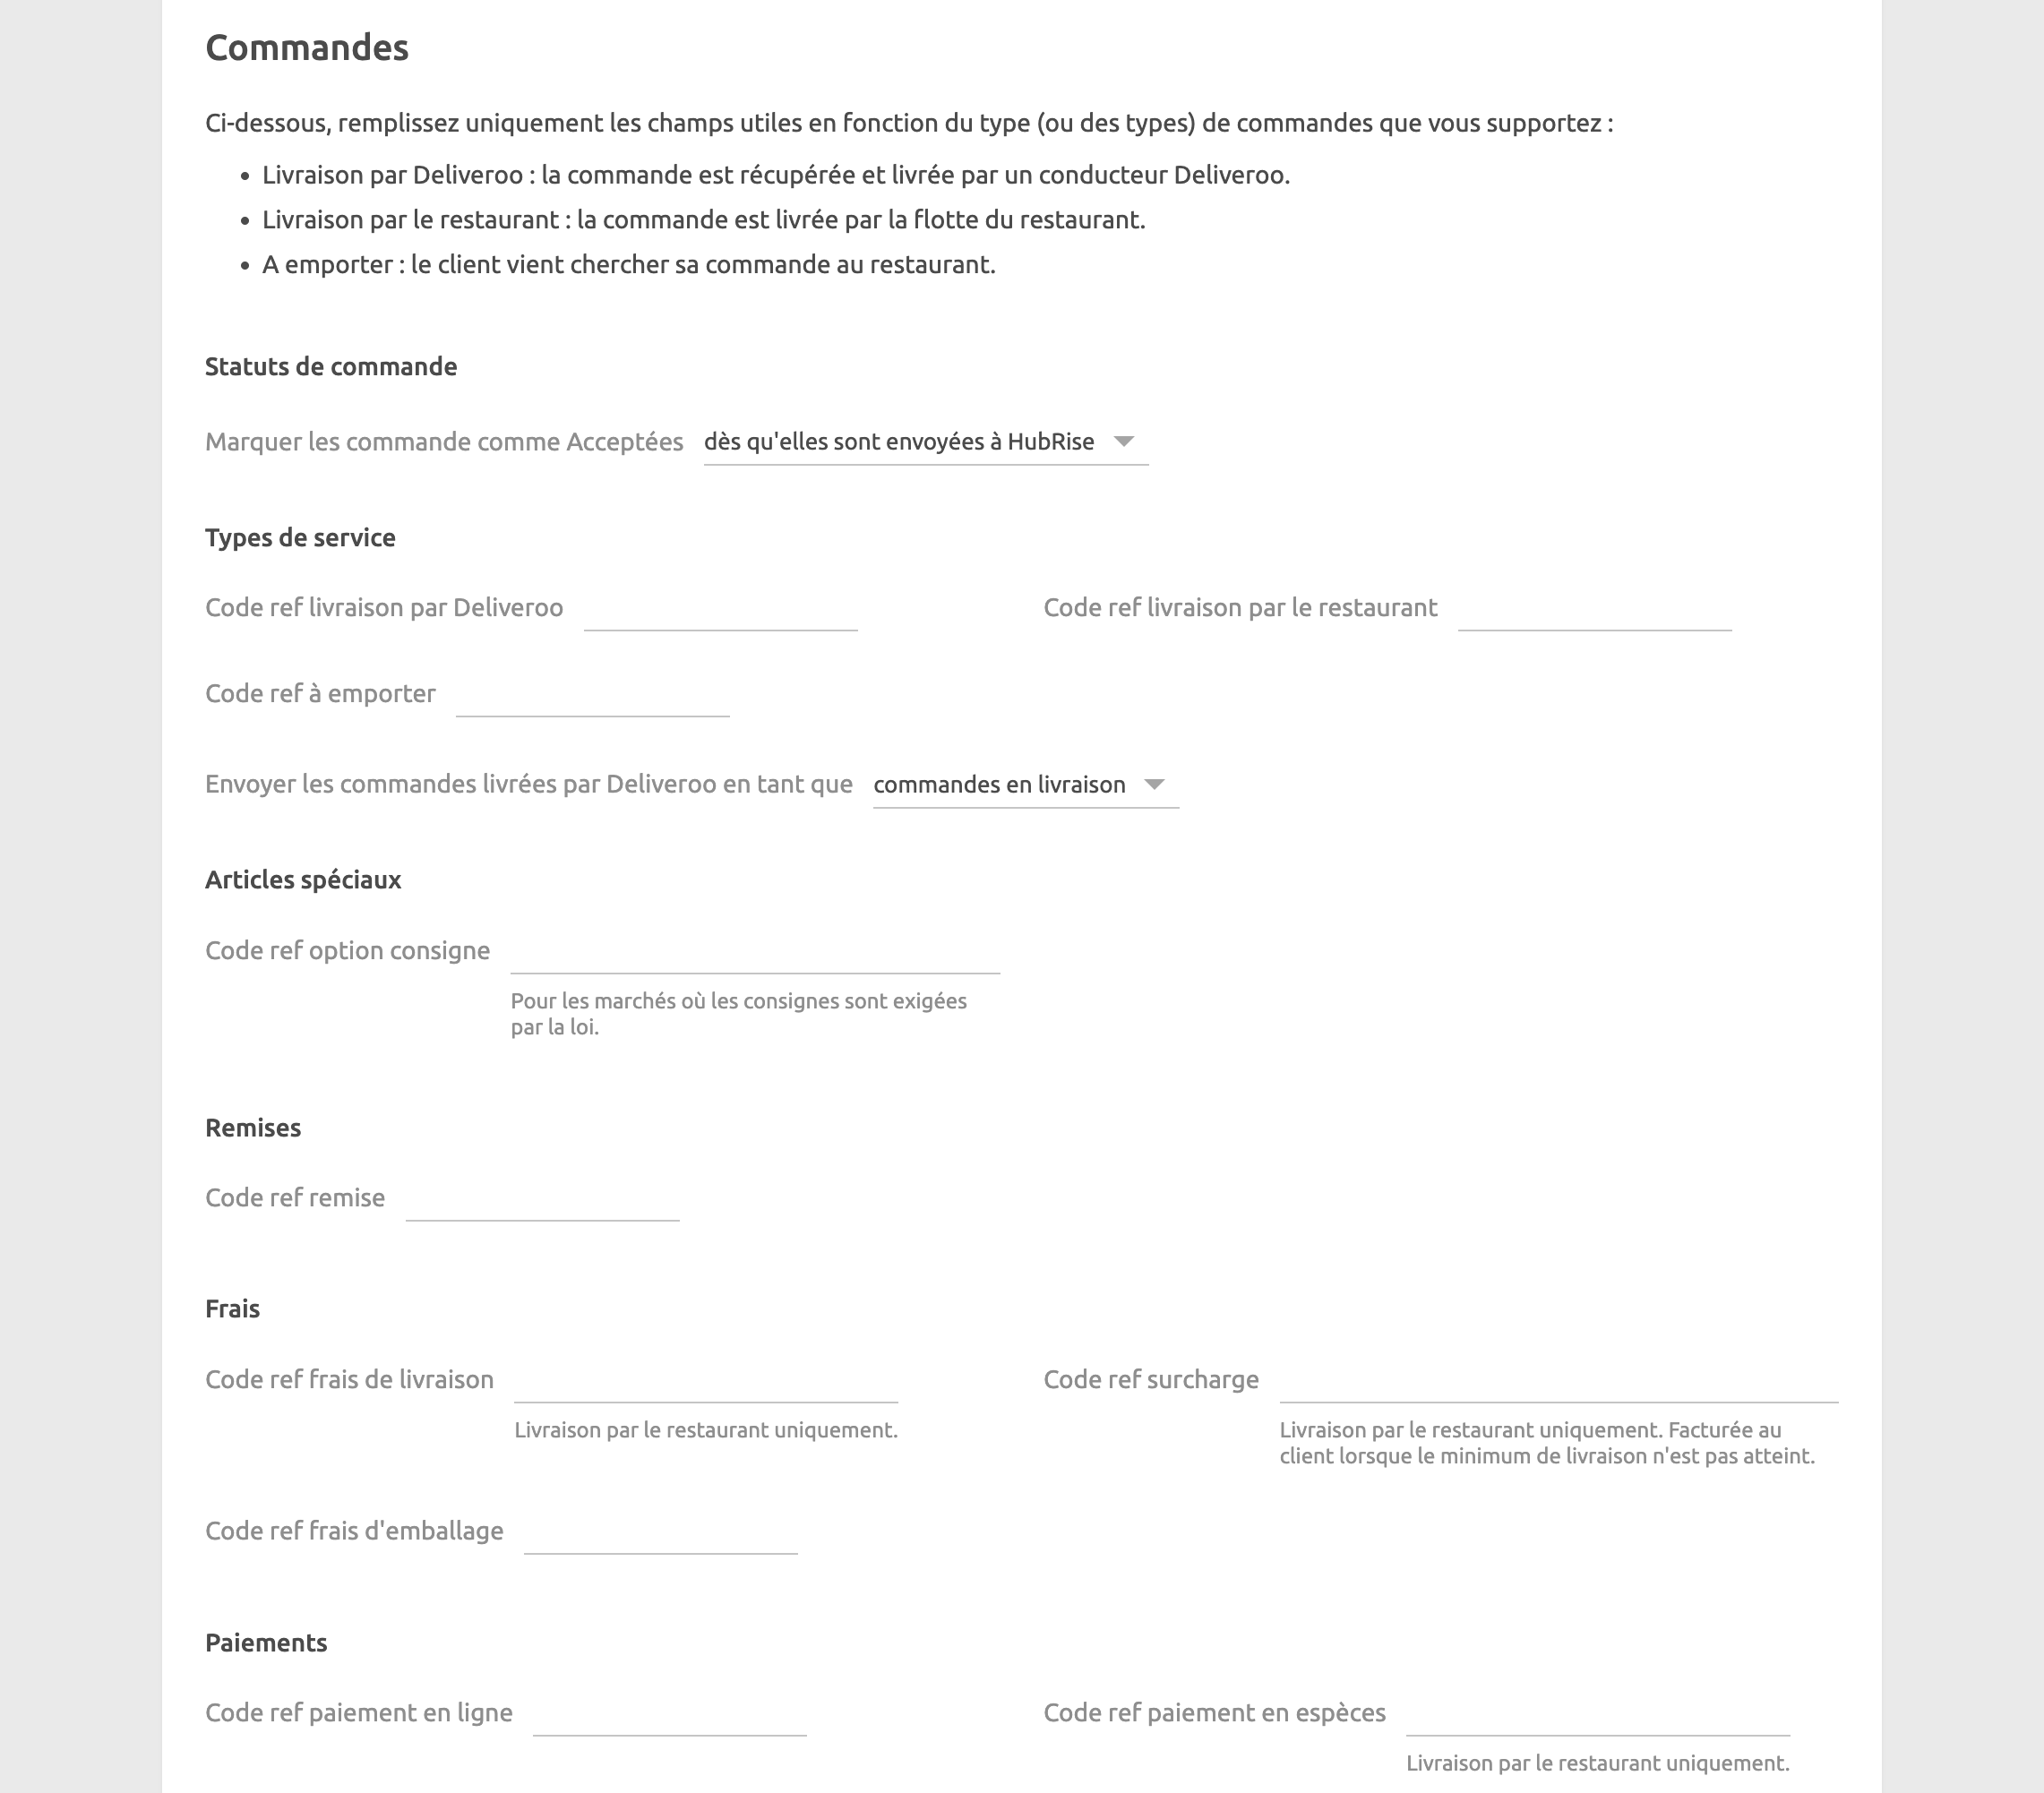 Commandes
Ci-dessous, remplissez uniquement les champs utiles en fonction du type (ou des types) de commandes que vous supportez :
• Livraison par Deliveroo : la commande est récupérée et livrée par un conducteur Deliveroo.
• Livraison par le restaurant : la commande est livrée par la flotte du restaurant.
• A emporter : le client vient chercher sa commande au restaurant.
Statuts de commande
Marquer les commande comme Acceptées dès qu'elles sont envoyées à HubRise
Types de service
Code ref livraison par Deliveroo
Code ref livraison par le restaurant
Code ref à emporter
Envoyer les commandes livrées par Deliveroo en tant que commandes en livraison
Articles spéciaux
Code ref option consigne
Pour les marchés où les consignes sont exigées
par la loi.
Remises
Code ref remise
Frais
Code ref frais de livraison
Livraison par le restaurant uniquement.
Code ref surcharge
Livraison par le restaurant uniquement. Facturée au
client lorsque le minimum de livraison n'est pas atteint.
Code ref frais d'emballage
Paiements
Code ref paiement en ligne
Code ref paiement en espèces
Livraison par le restaurant uniquement.